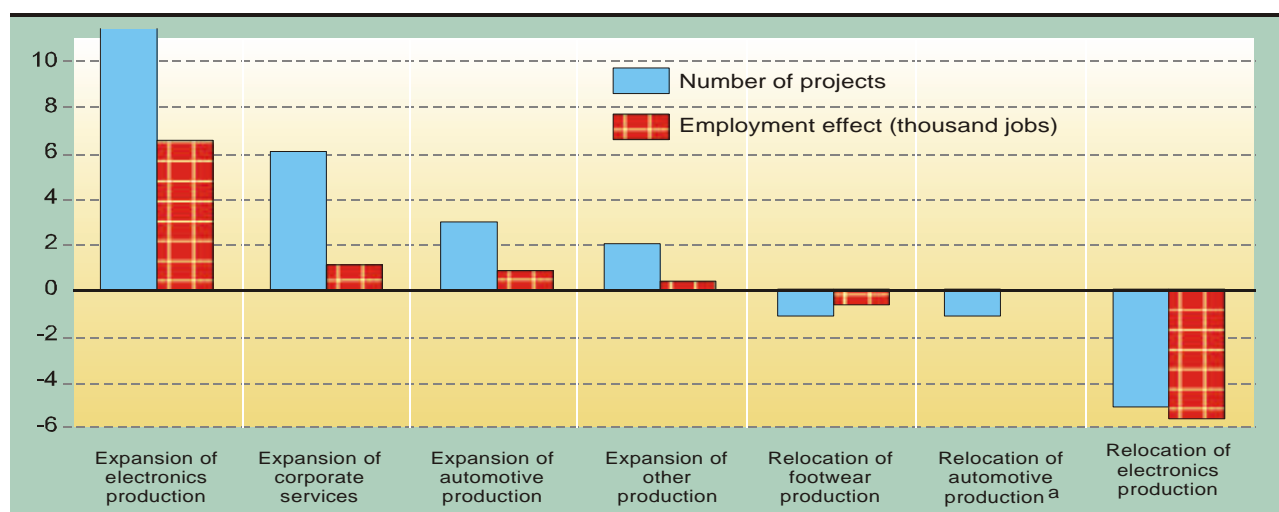 10
8
6
4
2
0
-2
-4
-6
Number of projects
Employment effect (thousand jobs)
Expansion of
electronics
production
Expansion of
corporate
services
Expansion of
automotive
production
Expansion of
other
production
Relocation of
footwear
production
Relocation of
automotive
production a
Relocation of
electronics
production